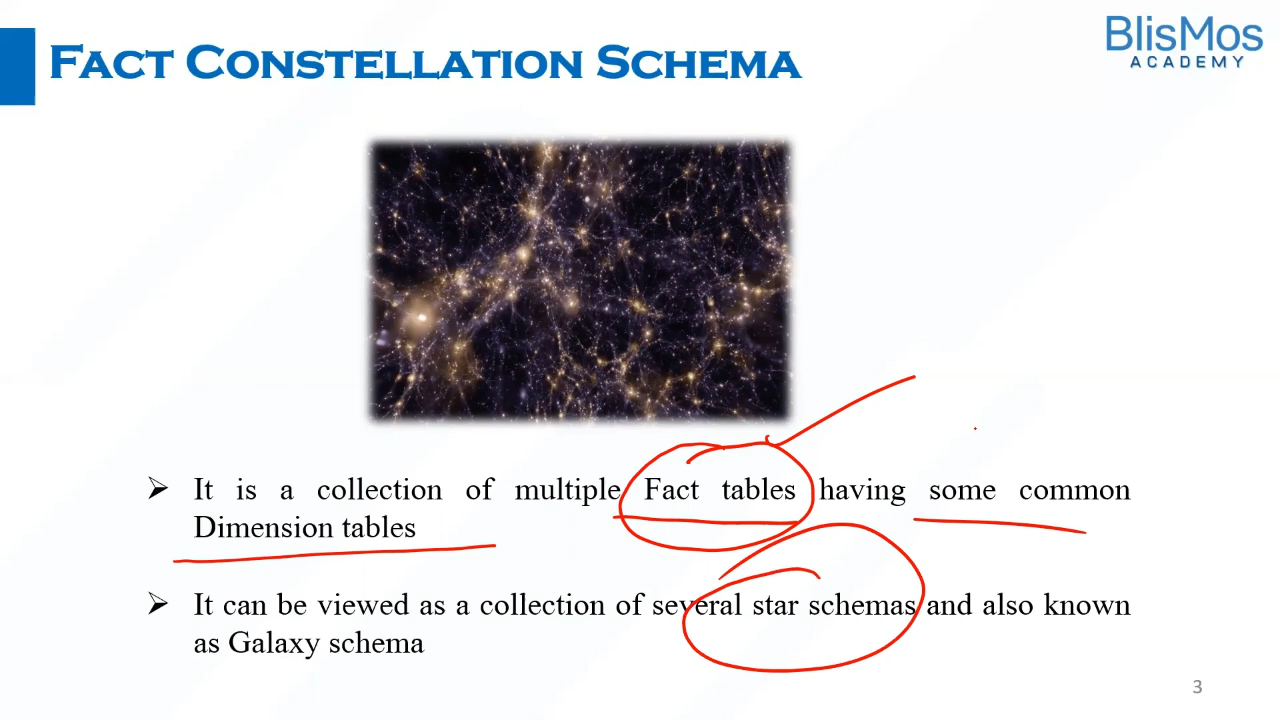 FACT CONSTELLATION SCHEMA
BlisMos
ACADEMY
➢ It is a collection of multiple Fact tables having some common
Dimension tables
➢ It can be viewed as a collection of several star schemas and also known
as Galaxy schema
3